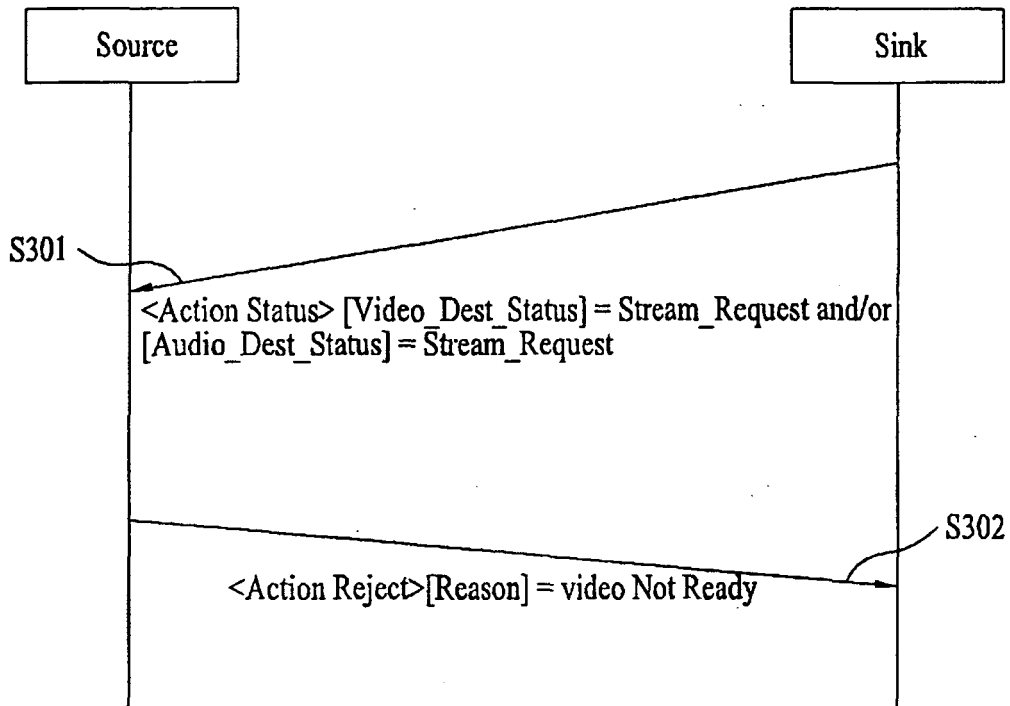 Source
Sink
S301
<Action Status> [Video_Dest_Status] = Stream_Request and/or
[Audio_Dest_Status] = Stream_Request
S302
<Action Reject>[Reason] = video Not Ready